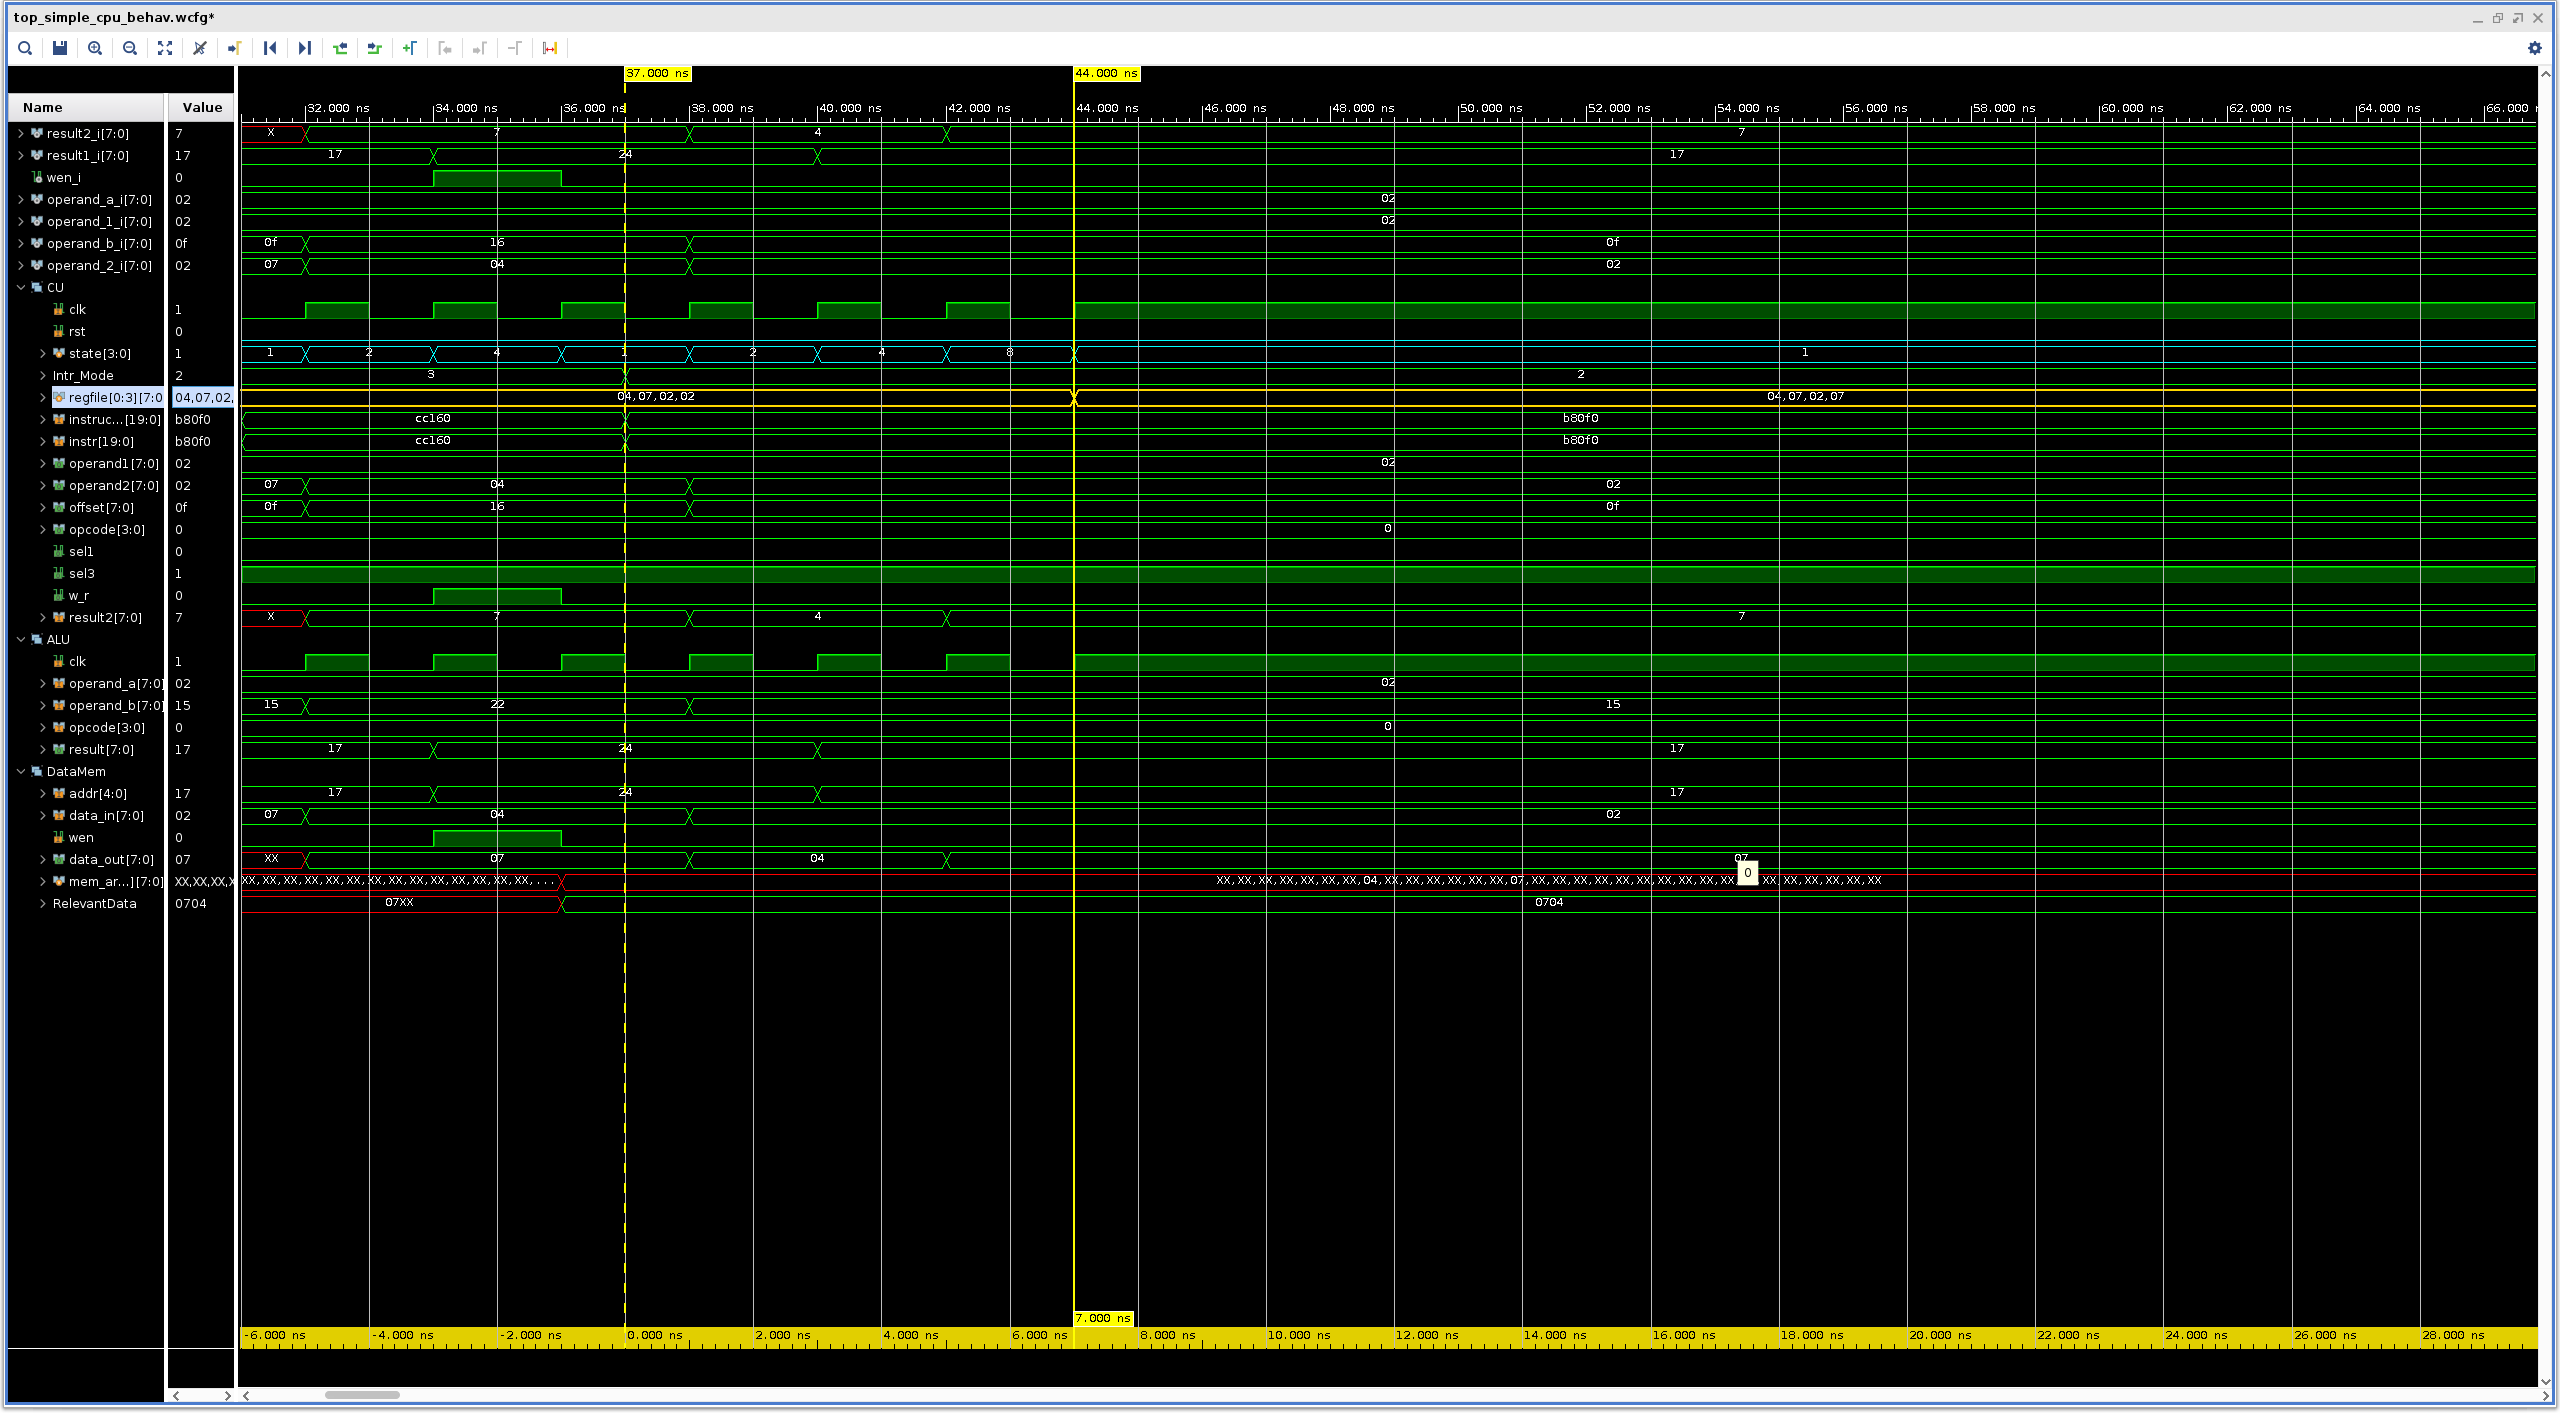 top_simple_cpu_behav.wcfg*
37.000 ns 44.000 ns
Name Value
32.000 ns 34.000 ns 36.000 ns 38.000 ns 40.000 ns 42.000 ns 44.000 ns 46.000 ns 48.000 ns 50.000 ns 52.000 ns 54.000 ns 56.000 ns 58.000 ns 60.000 ns 62.000 ns 64.000 ns 66.000
result2_i[7:0] 7 X 7 4 7
result1_i[7:0] 17 17 24 17
wen_i 0
operand_a_i[7:0] 02 02
operand_1_i[7:0] 02 02
operand_b_i[7:0] 0f 0f 16 0f
operand_2_i[7:0] 02 07 04 02
CU
clk 1
rst 0
state[3:0] 1 1 2 4 1 2 4 8 1
Intr_Mode 2 3 2
regfile[0:3][7:0 04,07,02, 04,07,02,02 04,07,02,07
instruc...[19:0] b80f0 cc160 b80f0
instr[19:0] b80f0 cc160 b80f0
operand1[7:0] 02 02
operand2[7:0] 02 07 04 02
offset[7:0] 0f 0f 16 0f
opcode[3:0] 0 0
sel1 0
sel3 1
w_r 0
result2[7:0] 7 X 7 4 7
ALU
clk 1
operand_a[7:0] 02 02
operand_b[7:0] 15 15 22 15
opcode[3:0] 0 0
result[7:0] 17 17 24 17
DataMem
addr[4:0] 17 17 24 17
data_in[7:0] 02 07 04 02
wen 0
data_out[7:0] 07 XX 07 04 07
mem_ar...][7:0] XX,XX,XX,X XX,XX,XX,XX,XX,XX,XX,XX,XX,XX,XX,XX,XX,XX,... XX,XX,XX,XX,XX,XX,XX,04,XX,XX,XX,XX,XX,XX,07,XX,XX,XX,XX,XX,XX,XX,XX,XX,XX XX,XX,XX,XX,XX,XX
0
RelevantData 0704 07XX 0704
7.000 ns
-6.000 ns -4.000 ns -2.000 ns 0.000 ns 2.000 ns 4.000 ns 6.000 ns 8.000 ns 10.000 ns 12.000 ns 14.000 ns 16.000 ns 18.000 ns 20.000 ns 22.000 ns 24.000 ns 26.000 ns 28.000 ns